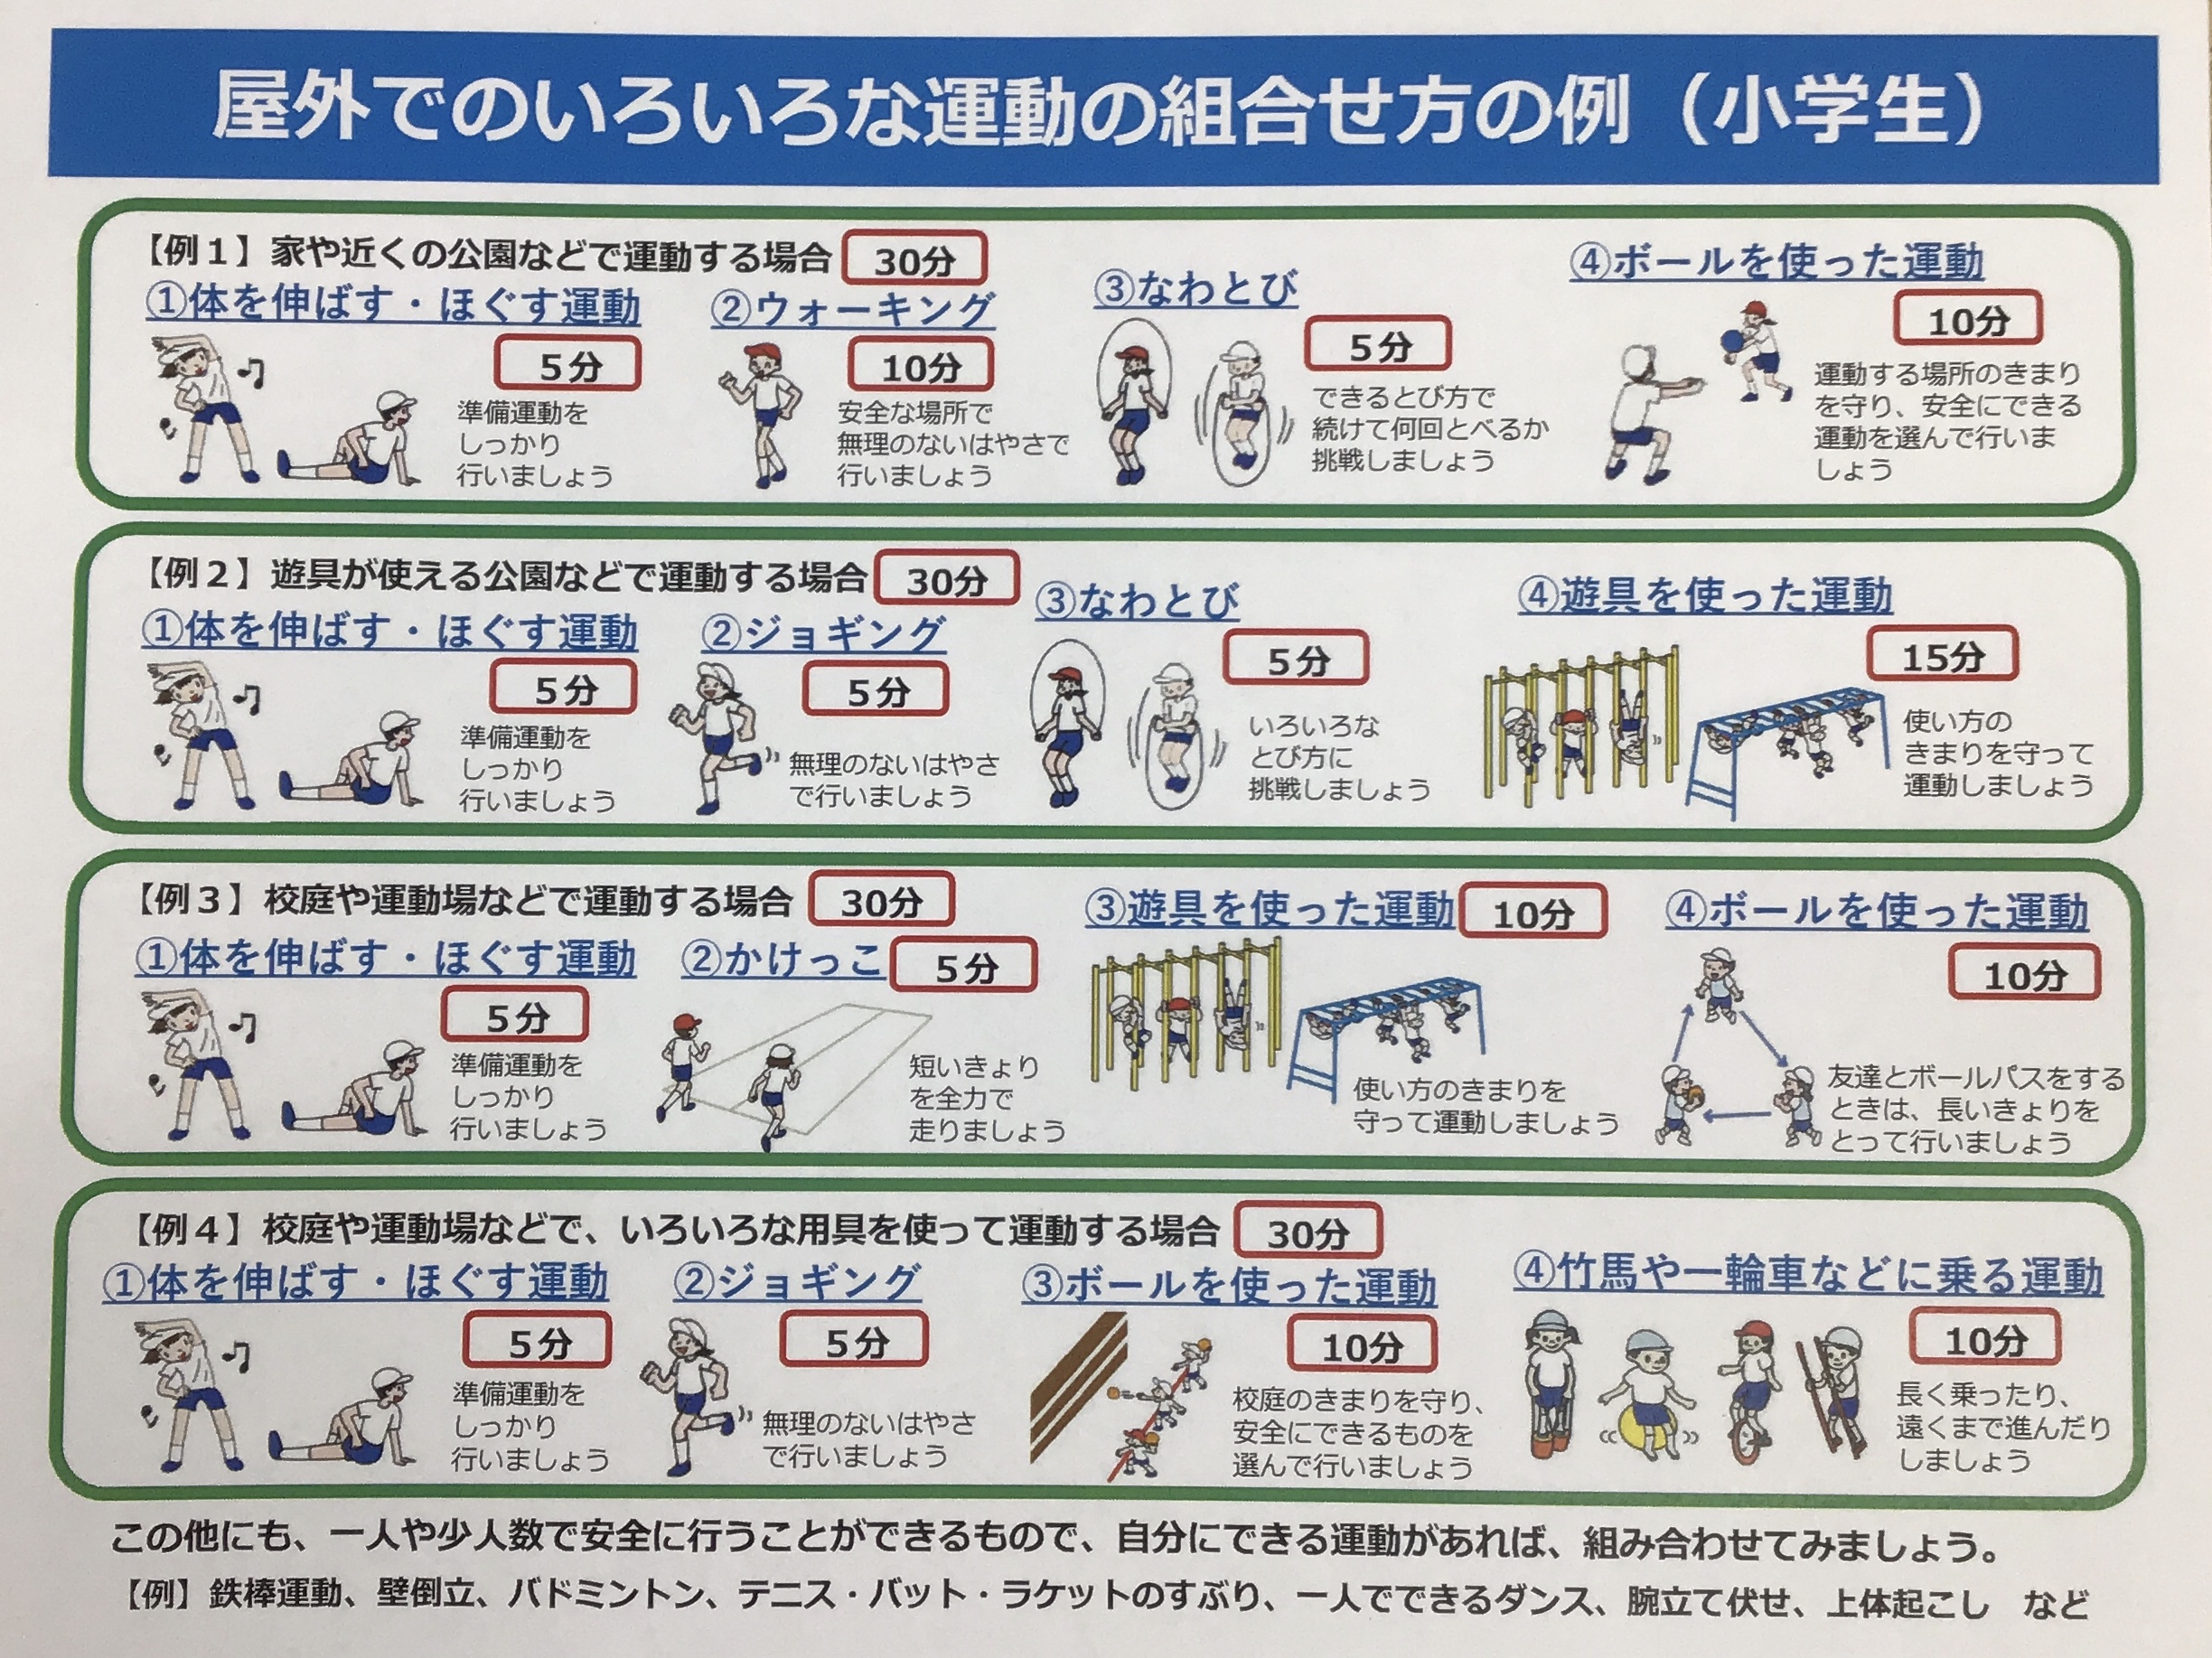 屋外でのいろいろな運動の組合せ方の例（小学生）
【例１】家や近くの公園などで運動する場合 30分
①体を伸ばす・ほぐす運動
５分
準備運動を
しっかり
行いましょう
②ウォーキング
10分
安全な場所で
無理のないはやさで
行いましょう
③なわとび
５分
できるとび方で
続けて何回とべるか
挑戦しましょう
④ボールを使った運動
10分
運動する場所のきまり
を守り、安全にできる
運動を選んで行いま
しょう
【例２】遊具が使える公園などで運動する場合 30分
①体を伸ばす・ほぐす運動
５分
準備運動を
しっかり
行いましょう
②ジョギング
５分
無理のないはやさ
で行いましょう
③なわとび
５分
いろいろな
とび方に
挑戦しましょう
④遊具を使った運動
15分
使い方の
きまりを守って
運動しましょう
【例３】校庭や運動場などで運動する場合 30分
①体を伸ばす・ほぐす運動
５分
準備運動を
しっかり
行いましょう
②かけっこ ５分
短いきょり
を全力で
走りましょう
③遊具を使った運動 10分
使い方のきまりを
守って運動しましょう
④ボールを使った運動
10分
友達とボールパスをする
ときは、長いきょりを
とって行いましょう
【例４】校庭や運動場などで、いろいろな用具を使って運動する場合 30分
①体を伸ばす・ほぐす運動
５分
準備運動を
しっかり
行いましょう
②ジョギング
５分
無理のないはやさ
で行いましょう
③ボールを使った運動
10分
校庭のきまりを守り、
安全にできるものを
選んで行いましょう
④竹馬や一輪車などに乗る運動
10分
長く乗ったり、
遠くまで進んだり
しましょう
この他にも、一人や少人数で安全に行うことができるもので、自分にできる運動があれば、組み合わせてみましょう。
【例】鉄棒運動、壁倒立、バドミントン、テニス・バット・ラケットのすぶり、一人でできるダンス、腕立て伏せ、上体起こし　など